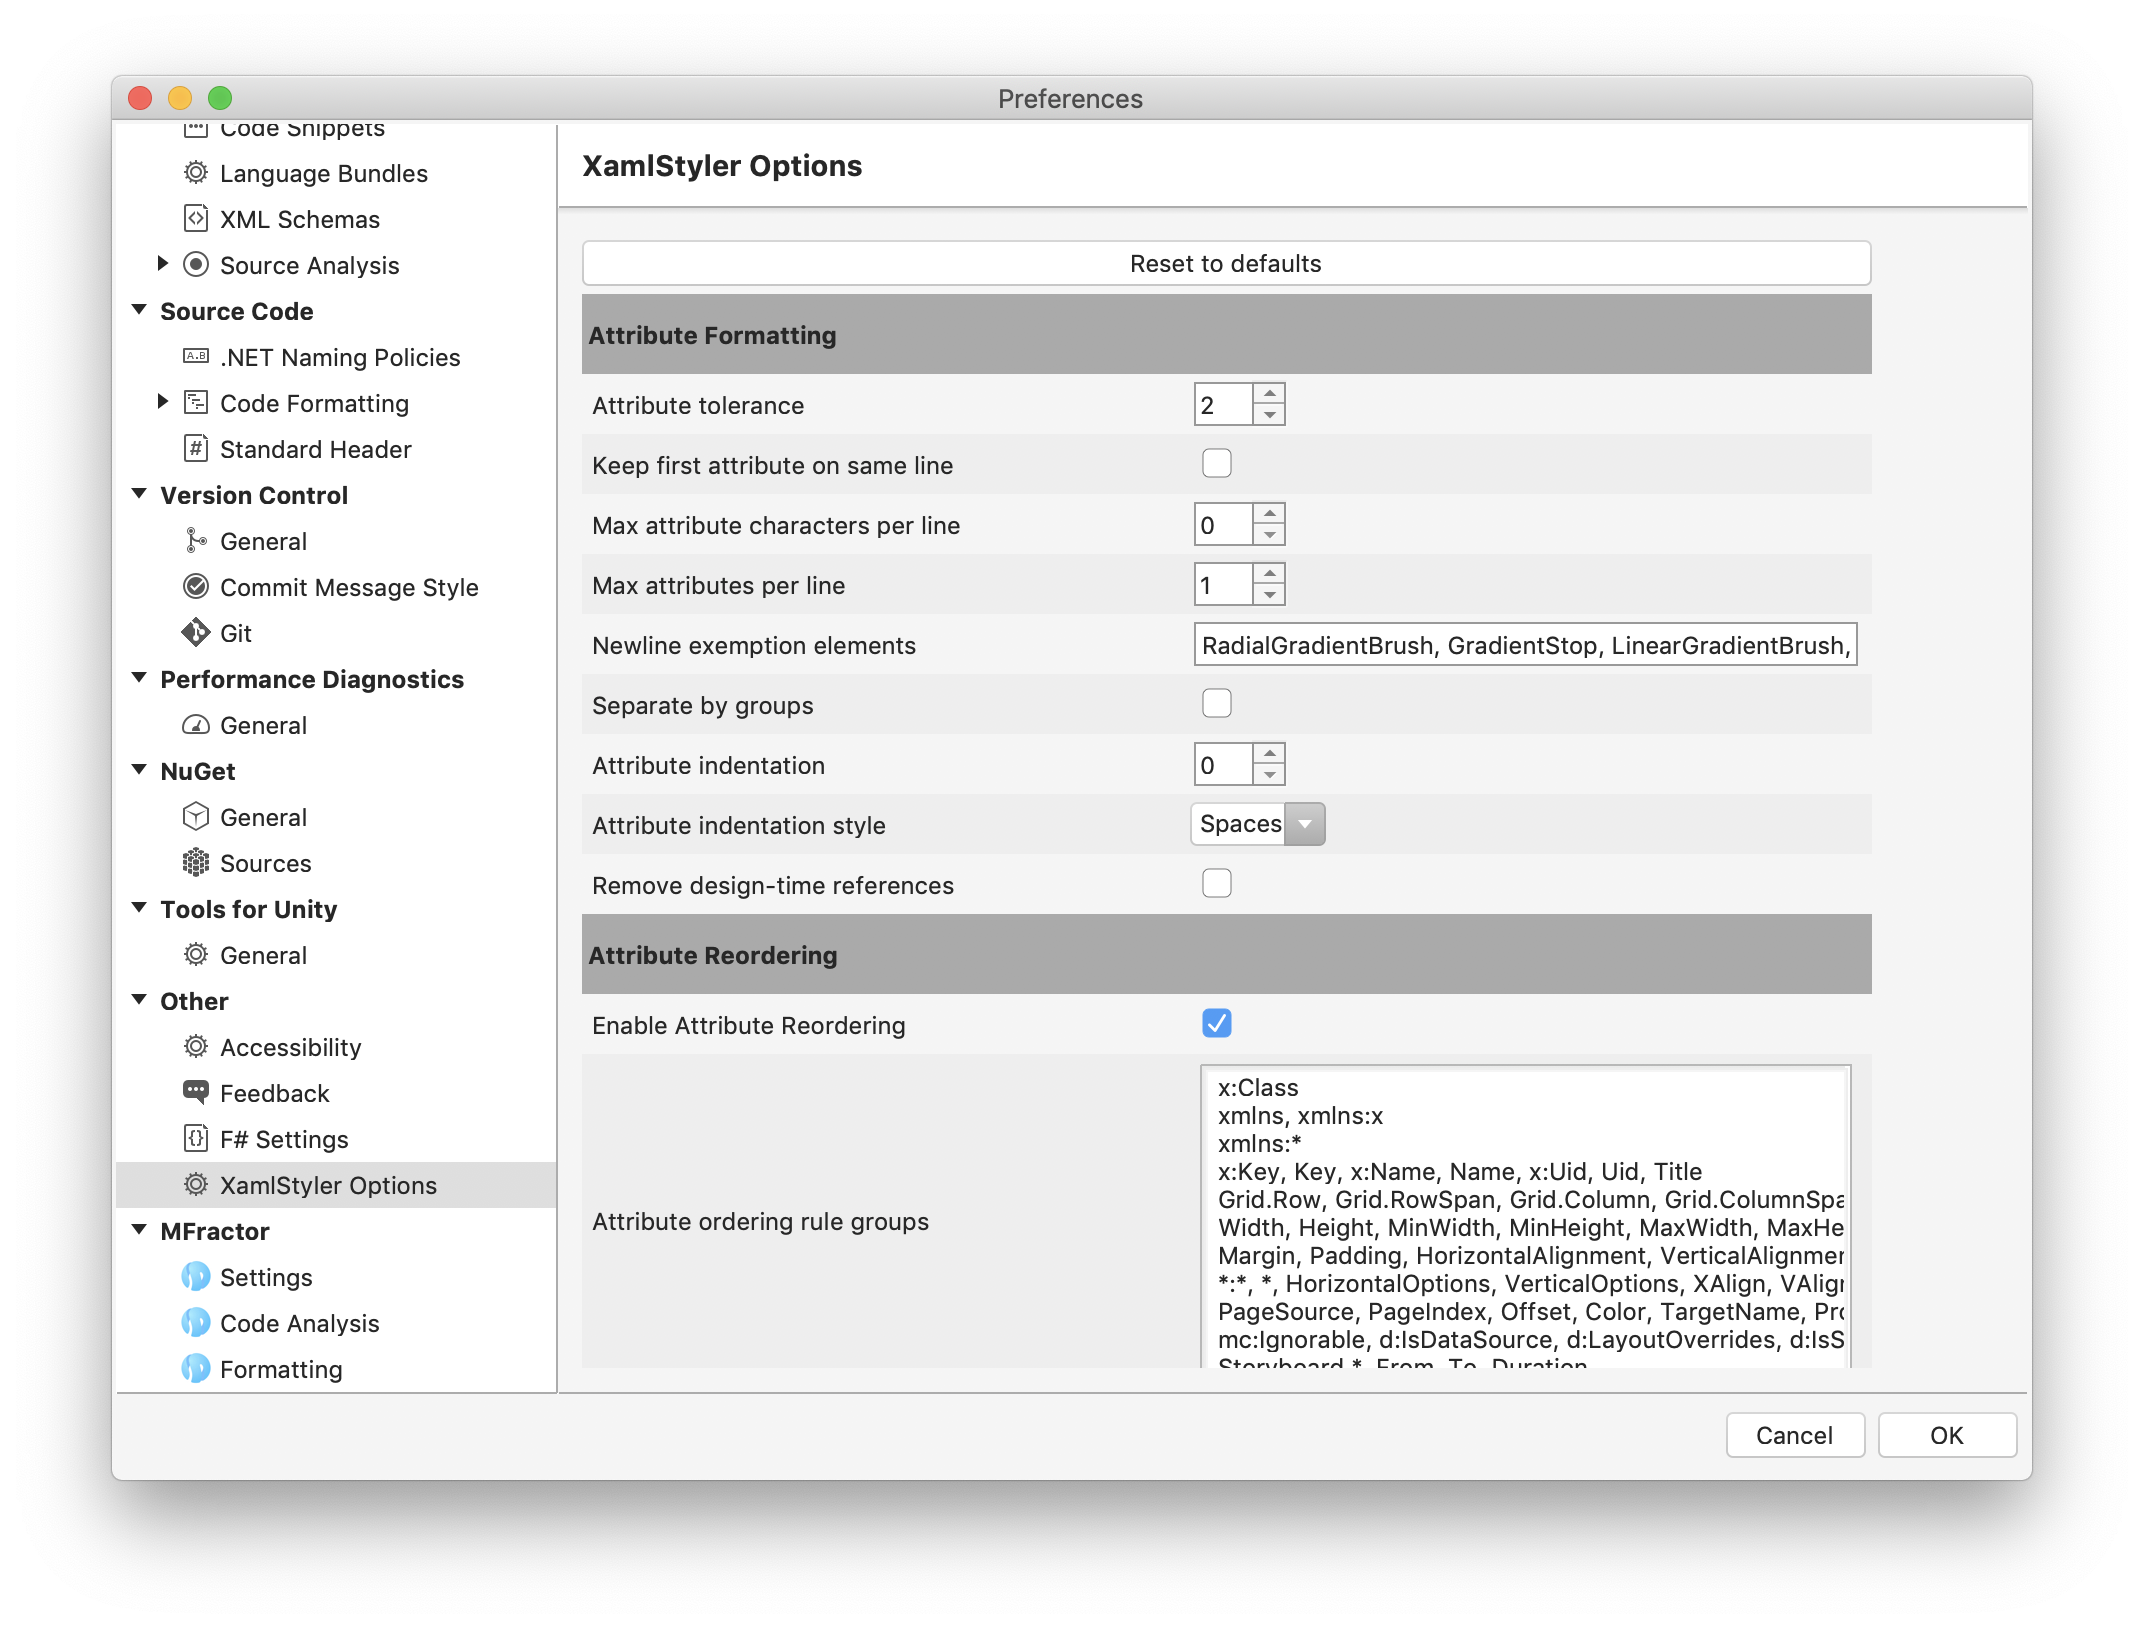 Preferences
Code Snippets
Language Bundles
XML Schemas
Source Analysis
Source Code
.NET Naming Policies
Code Formatting
Standard Header
Version Control
General
Commit Message Style
Git
Performance Diagnostics
General
NuGet
General
Sources
Tools for Unity
General
Other
Accessibility
Feedback
F# Settings
XamlStyler Options
MFractor
Settings
Code Analysis
Formatting
XamlStyler Options
Reset to defaults
Attribute Formatting
Attribute tolerance 2
Keep first attribute on same line
Max attribute characters per line 0
Max attributes per line 1
Newline exemption elements RadialGradientBrush, GradientStop, LinearGradientBrush,
Separate by groups
Attribute indentation 0
Attribute indentation style Spaces
Remove design-time references
Attribute Reordering
Enable Attribute Reordering
Attribute ordering rule groups
x:Class
xmlns, xmlns:x
xmlns:*
x:Key, Key, x:Name, Name, x:Uid, Uid, Title
Grid.Row, Grid.RowSpan, Grid.Column, Grid.ColumnSpa
Width, Height, MinWidth, MinHeight, MaxWidth, MaxHe
Margin, Padding, HorizontalAlignment, VerticalAlignmen
*:*, *, HorizontalOptions, VerticalOptions, XAlign, VAlign
PageSource, PageIndex, Offset, Color, TargetName, Pro
mc:Ignorable, d:IsDataSource, d:LayoutOverrides, d:IsS
Storyboard.*, From, To, Duration
Cancel
OK